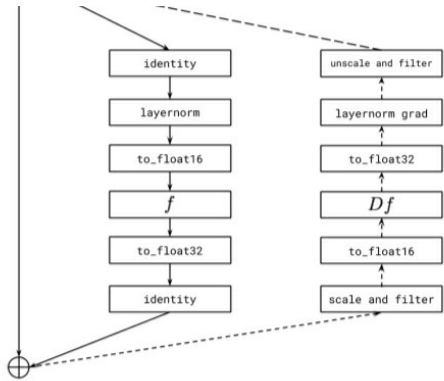 identity
layernorm
to_float16
f
to_float32
identity
unscale and filter
layernorm grad
to_float32
Df
to_float16
scale and filter